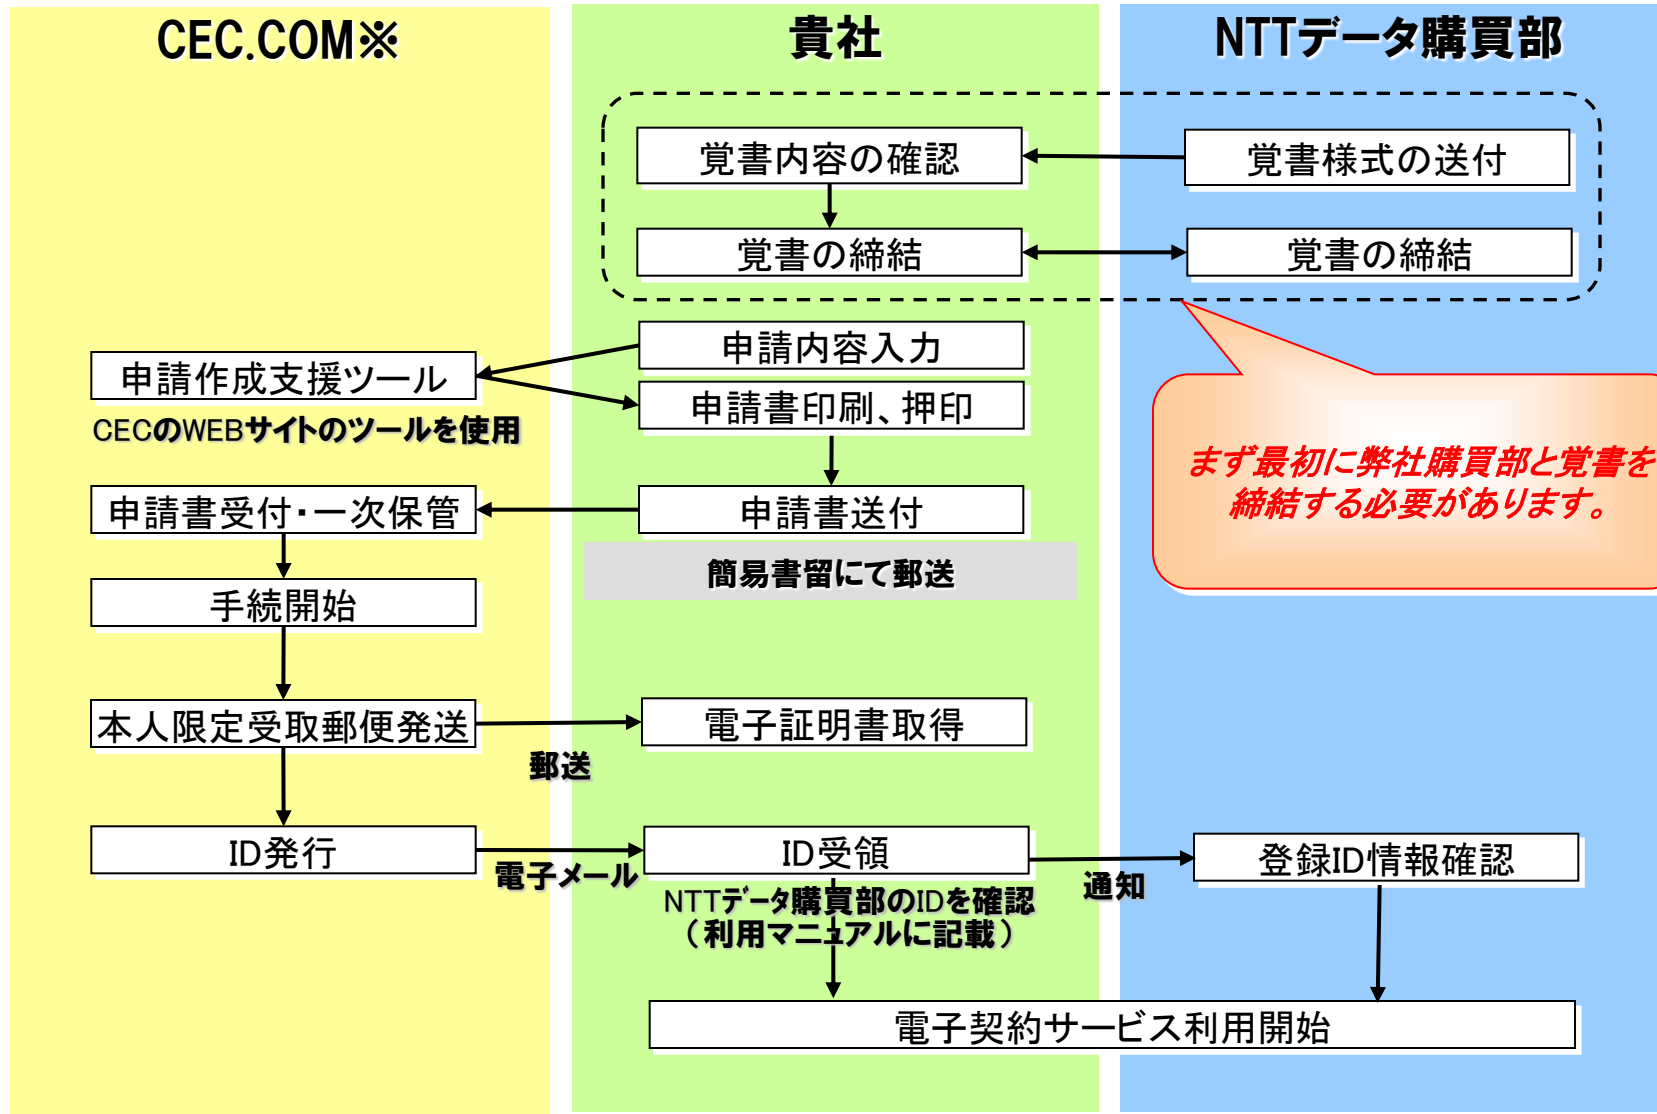 CEC.COM※
貴社
NTTデータ購買部
覚書内容の確認
覚書様式の送付
覚書の締結
覚書の締結
申請内容入力
申請作成支援ツール
申請書印刷、押印
CECのWEBサイトのツールを使用
まず最初に弊社購買部と覚書を
締結する必要があります。
申請書受付・一次保管
申請書送付
簡易書留にて郵送
手続開始
本人限定受取郵便発送
電子証明書取得
郵送
ID発行
ID受領
登録ID情報確認
電子メール
通知
NTTデータ購買部のIDを確認
（利用マニュアルに記載）
電子契約サービス利用開始